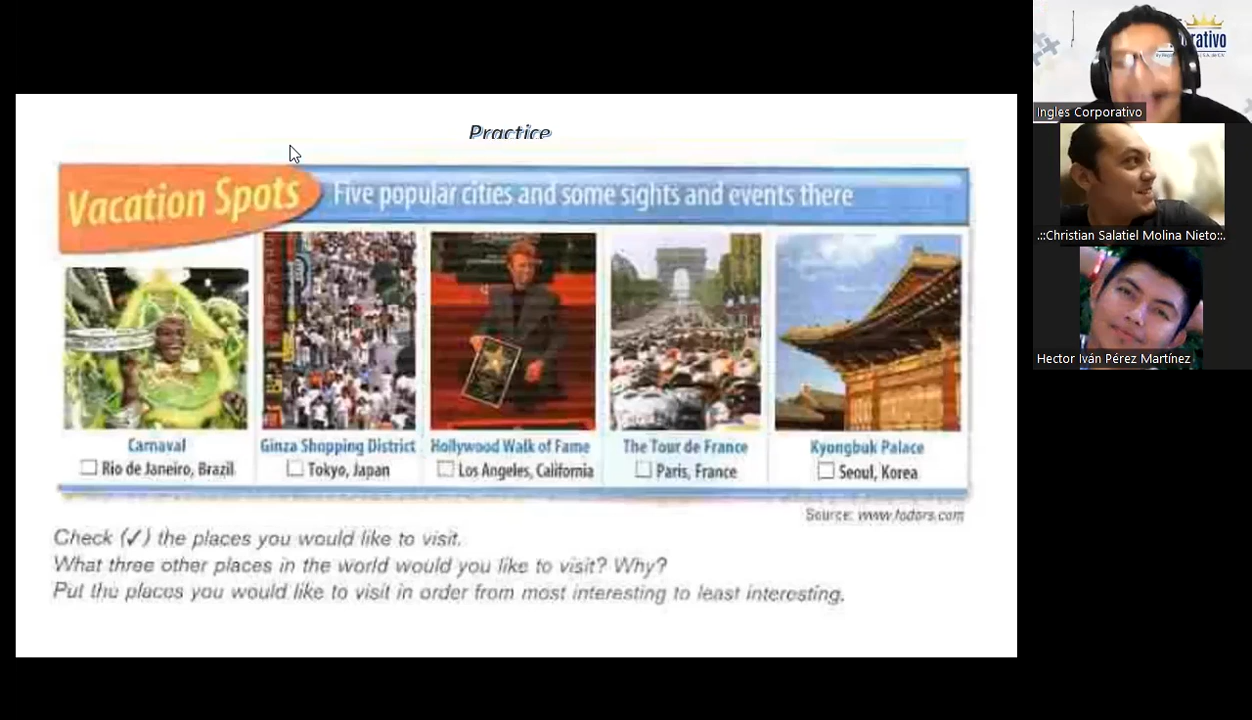 Practice
Vacation Spots
Five popular cities and some sights and events there
Carnaval
Rio de Janeiro, Brazil
Ginza Shopping District
Tokyo, Japan
Hollywood Walk of Fame
Los Angeles, California
The Tour de France
Paris, France
Kyongbuk Palace
Seoul, Korea
Source: www.fodors.com
Check (✓) the places you would like to visit.
What three other places in the world would you like to visit? Why?
Put the places you would like to visit in order from most interesting to least interesting.
Ingles Corporativo
.::Christian Salatiel Molina Nieto::.
Hector Iván Pérez Martínez